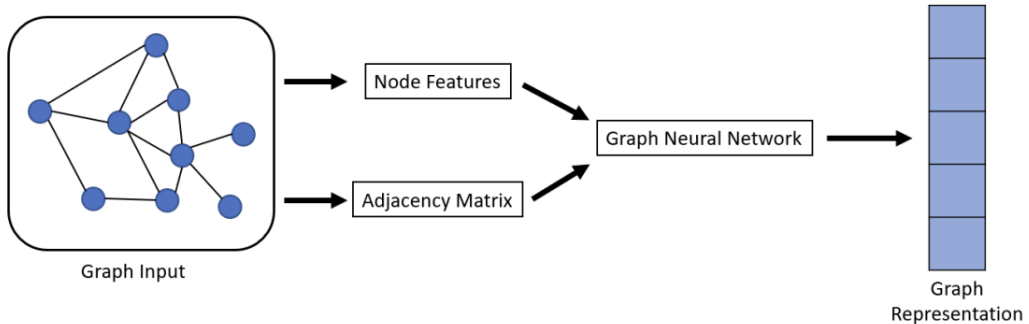 Node Features
Graph Neural Network
Adjacency Matrix
Graph Input
Graph
Representation